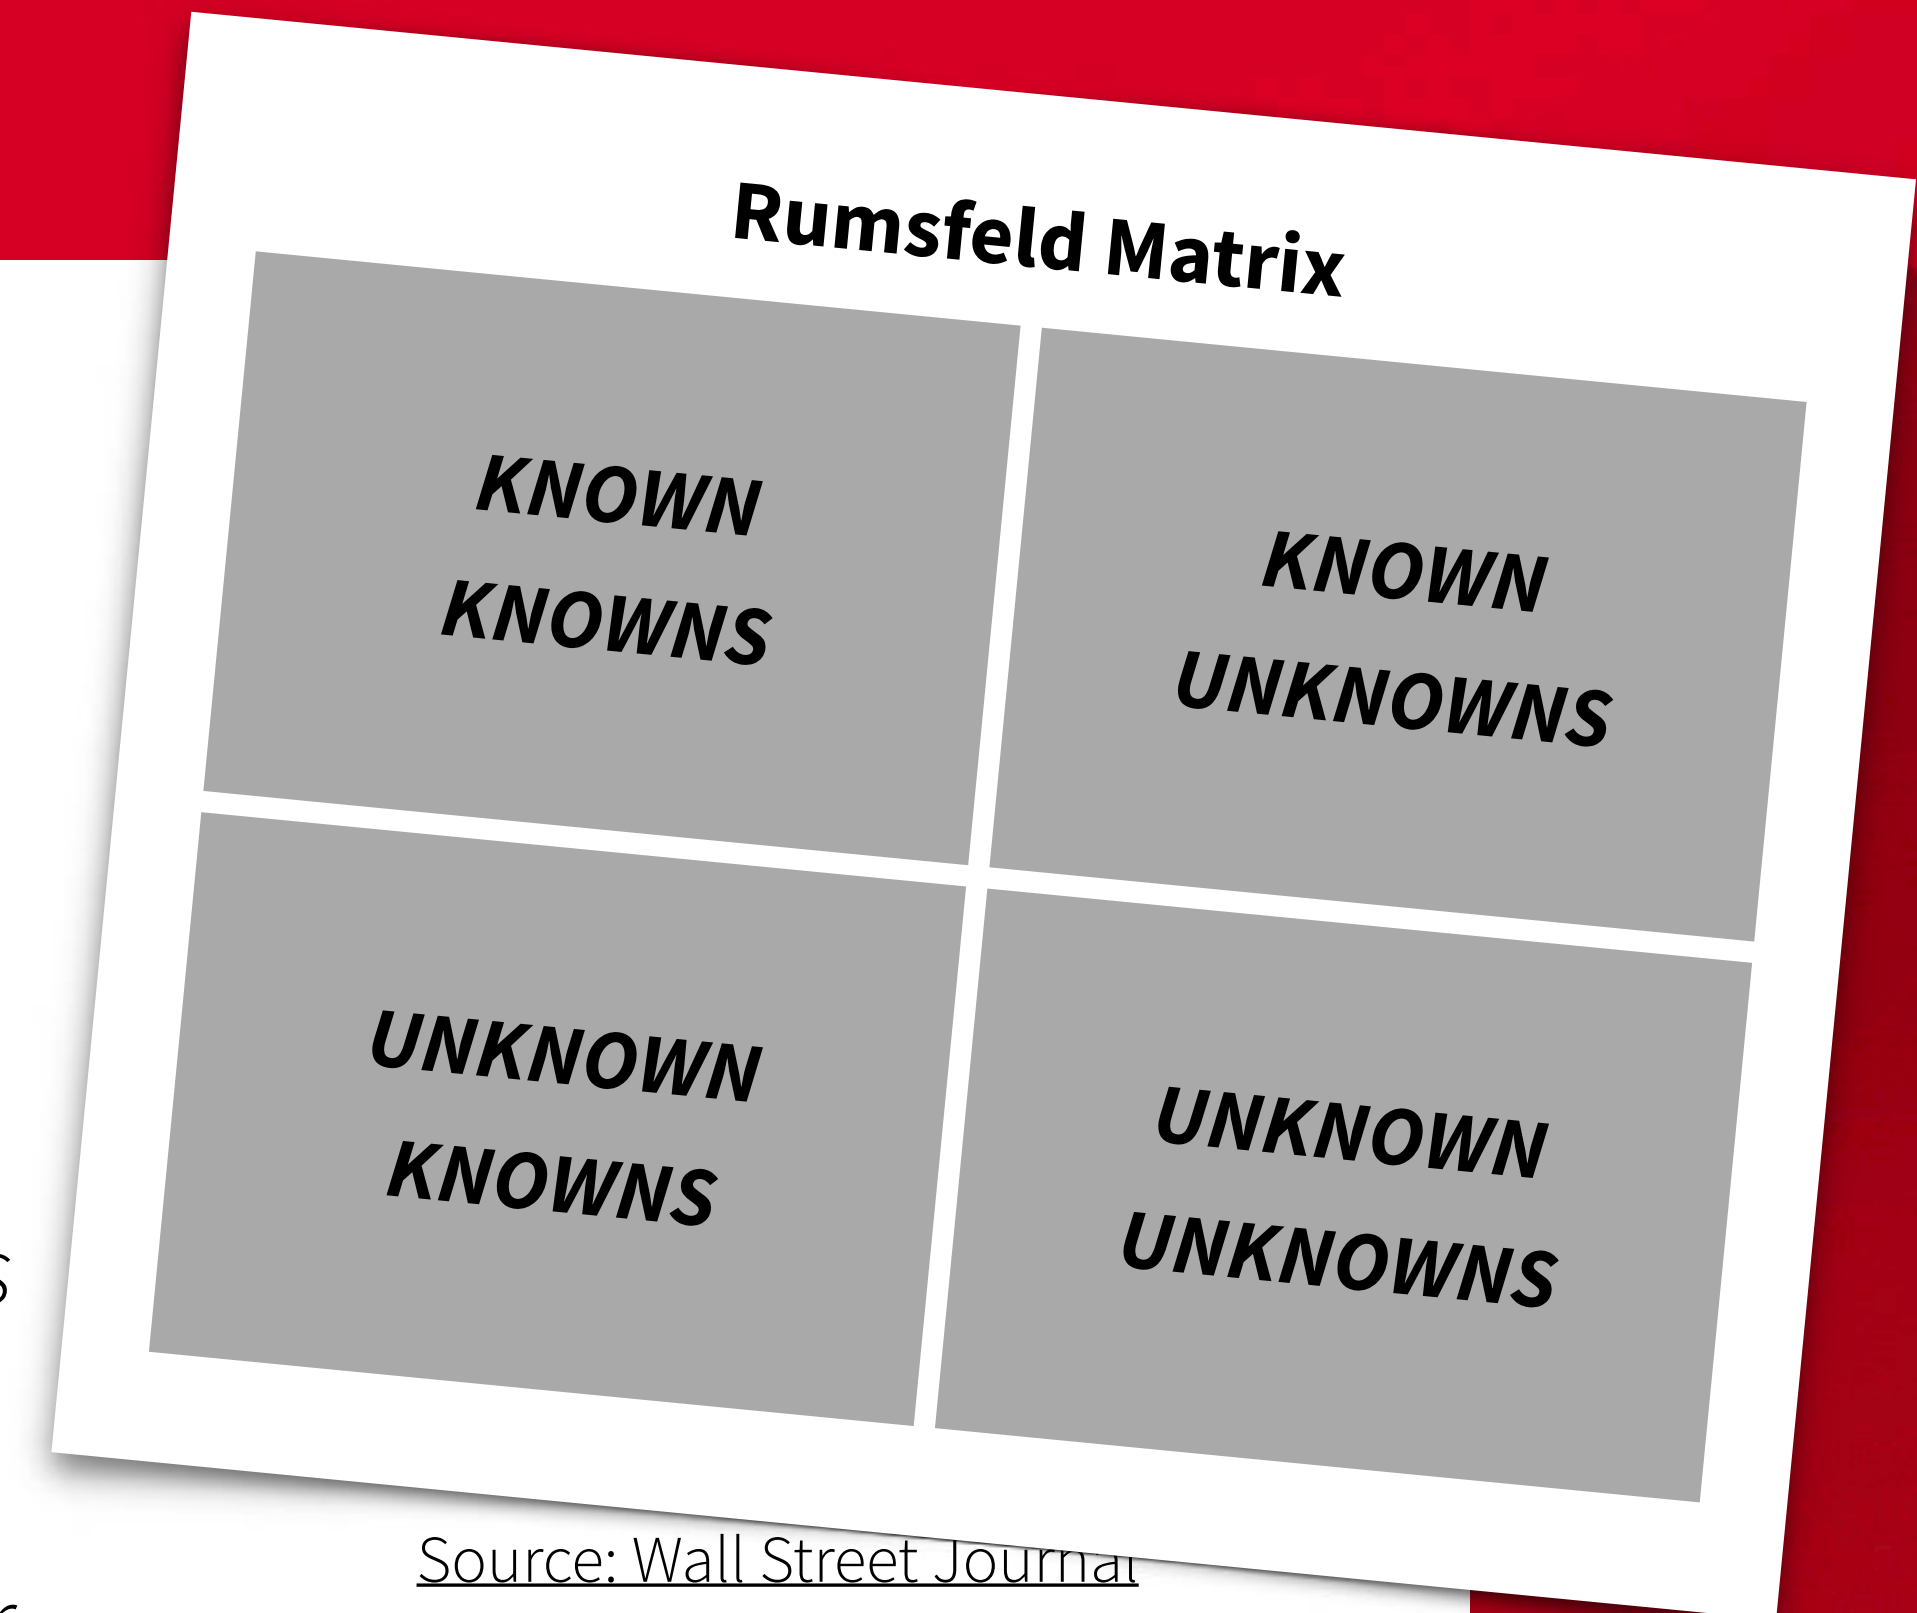 Rumsfeld Matrix
KNOWN
KNOWNS
KNOWN
UNKNOWNS
UNKNOWN
KNOWNS
UNKNOWN
UNKNOWNS
Source: Wall Street Journal